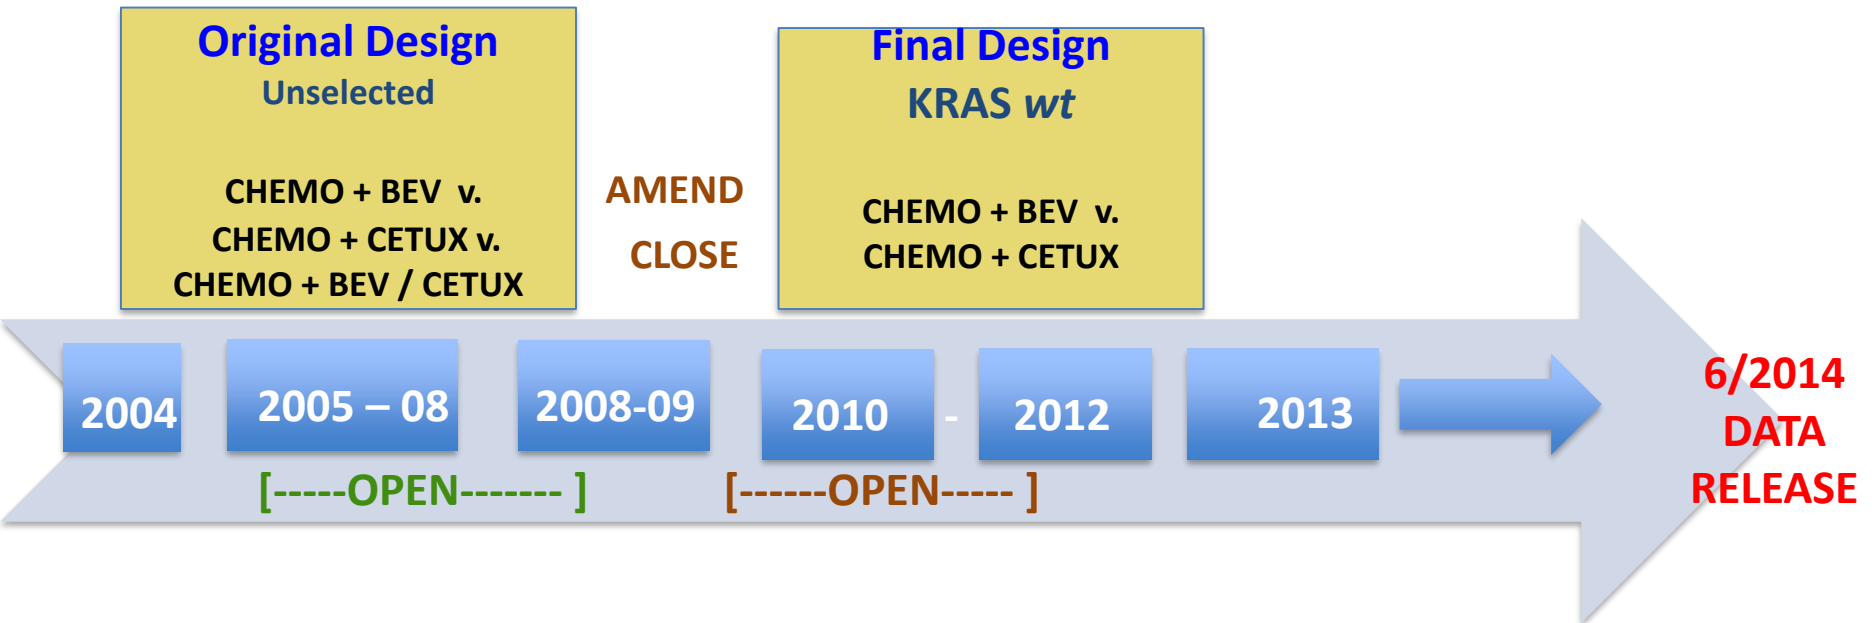 Original Design
Unselected
CHEMO + BEV v.
CHEMO + CETUX v.
CHEMO + BEV / CETUX
AMEND
CLOSE
Final Design
KRAS wt
CHEMO + BEV v.
CHEMO + CETUX
2004
2005 – 08
2008-09
2010 - 2012
2013
[-----OPEN------- ]
[------OPEN----- ]
6/2014
DATA
RELEASE